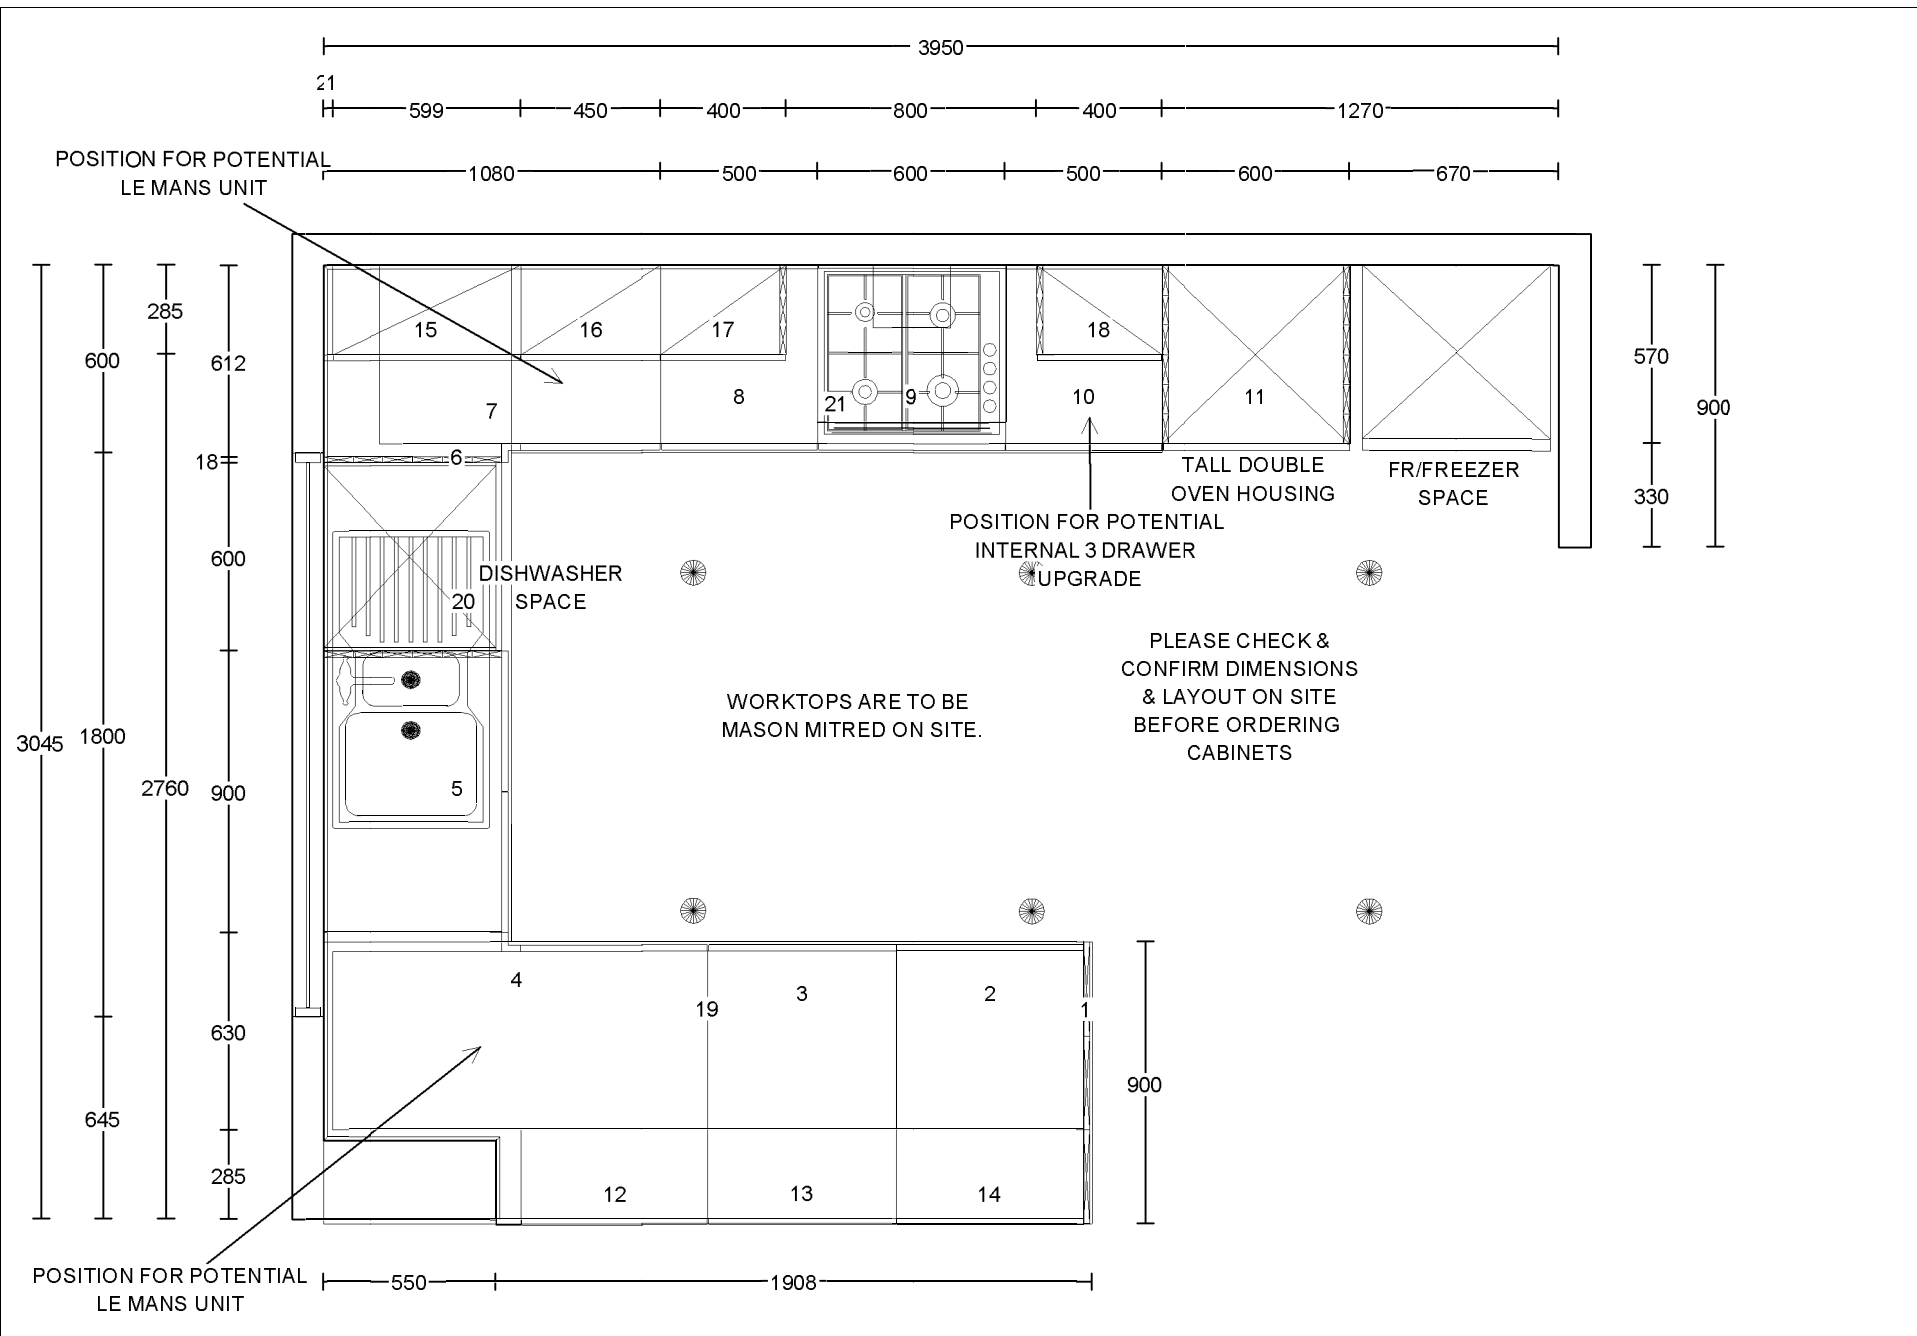 3950
21
599 450 400 800 400 1270
POSITION FOR POTENTIAL
LE MANS UNIT
1080 500 600 500 600 670
285
600
612
15 16 17 18
570
900
7 8 21 9 10 11
18
6
TALL DOUBLE
OVEN HOUSING
FR/FREEZER
SPACE
330
POSITION FOR POTENTIAL
INTERNAL 3 DRAWER
UPGRADE
600
DISHWASHER
SPACE
20
PLEASE CHECK &
CONFIRM DIMENSIONS
& LAYOUT ON SITE
BEFORE ORDERING
CABINETS
WORKTOPS ARE TO BE
MASON MITRED ON SITE.
3045 1800
2760 900
5
4 3 2
19 1
630
900
645
285
12 13 14
POSITION FOR POTENTIAL
LE MANS UNIT
550 1908